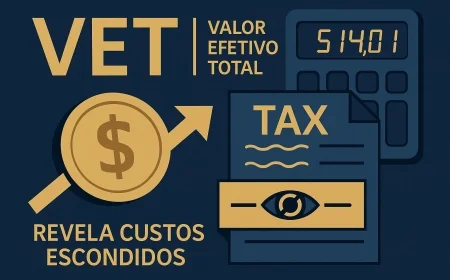 VET
VALOR
EFETIVO
TOTAL
514,01
$
TAX
REVELA CUSTOS
ESCONDIDOS